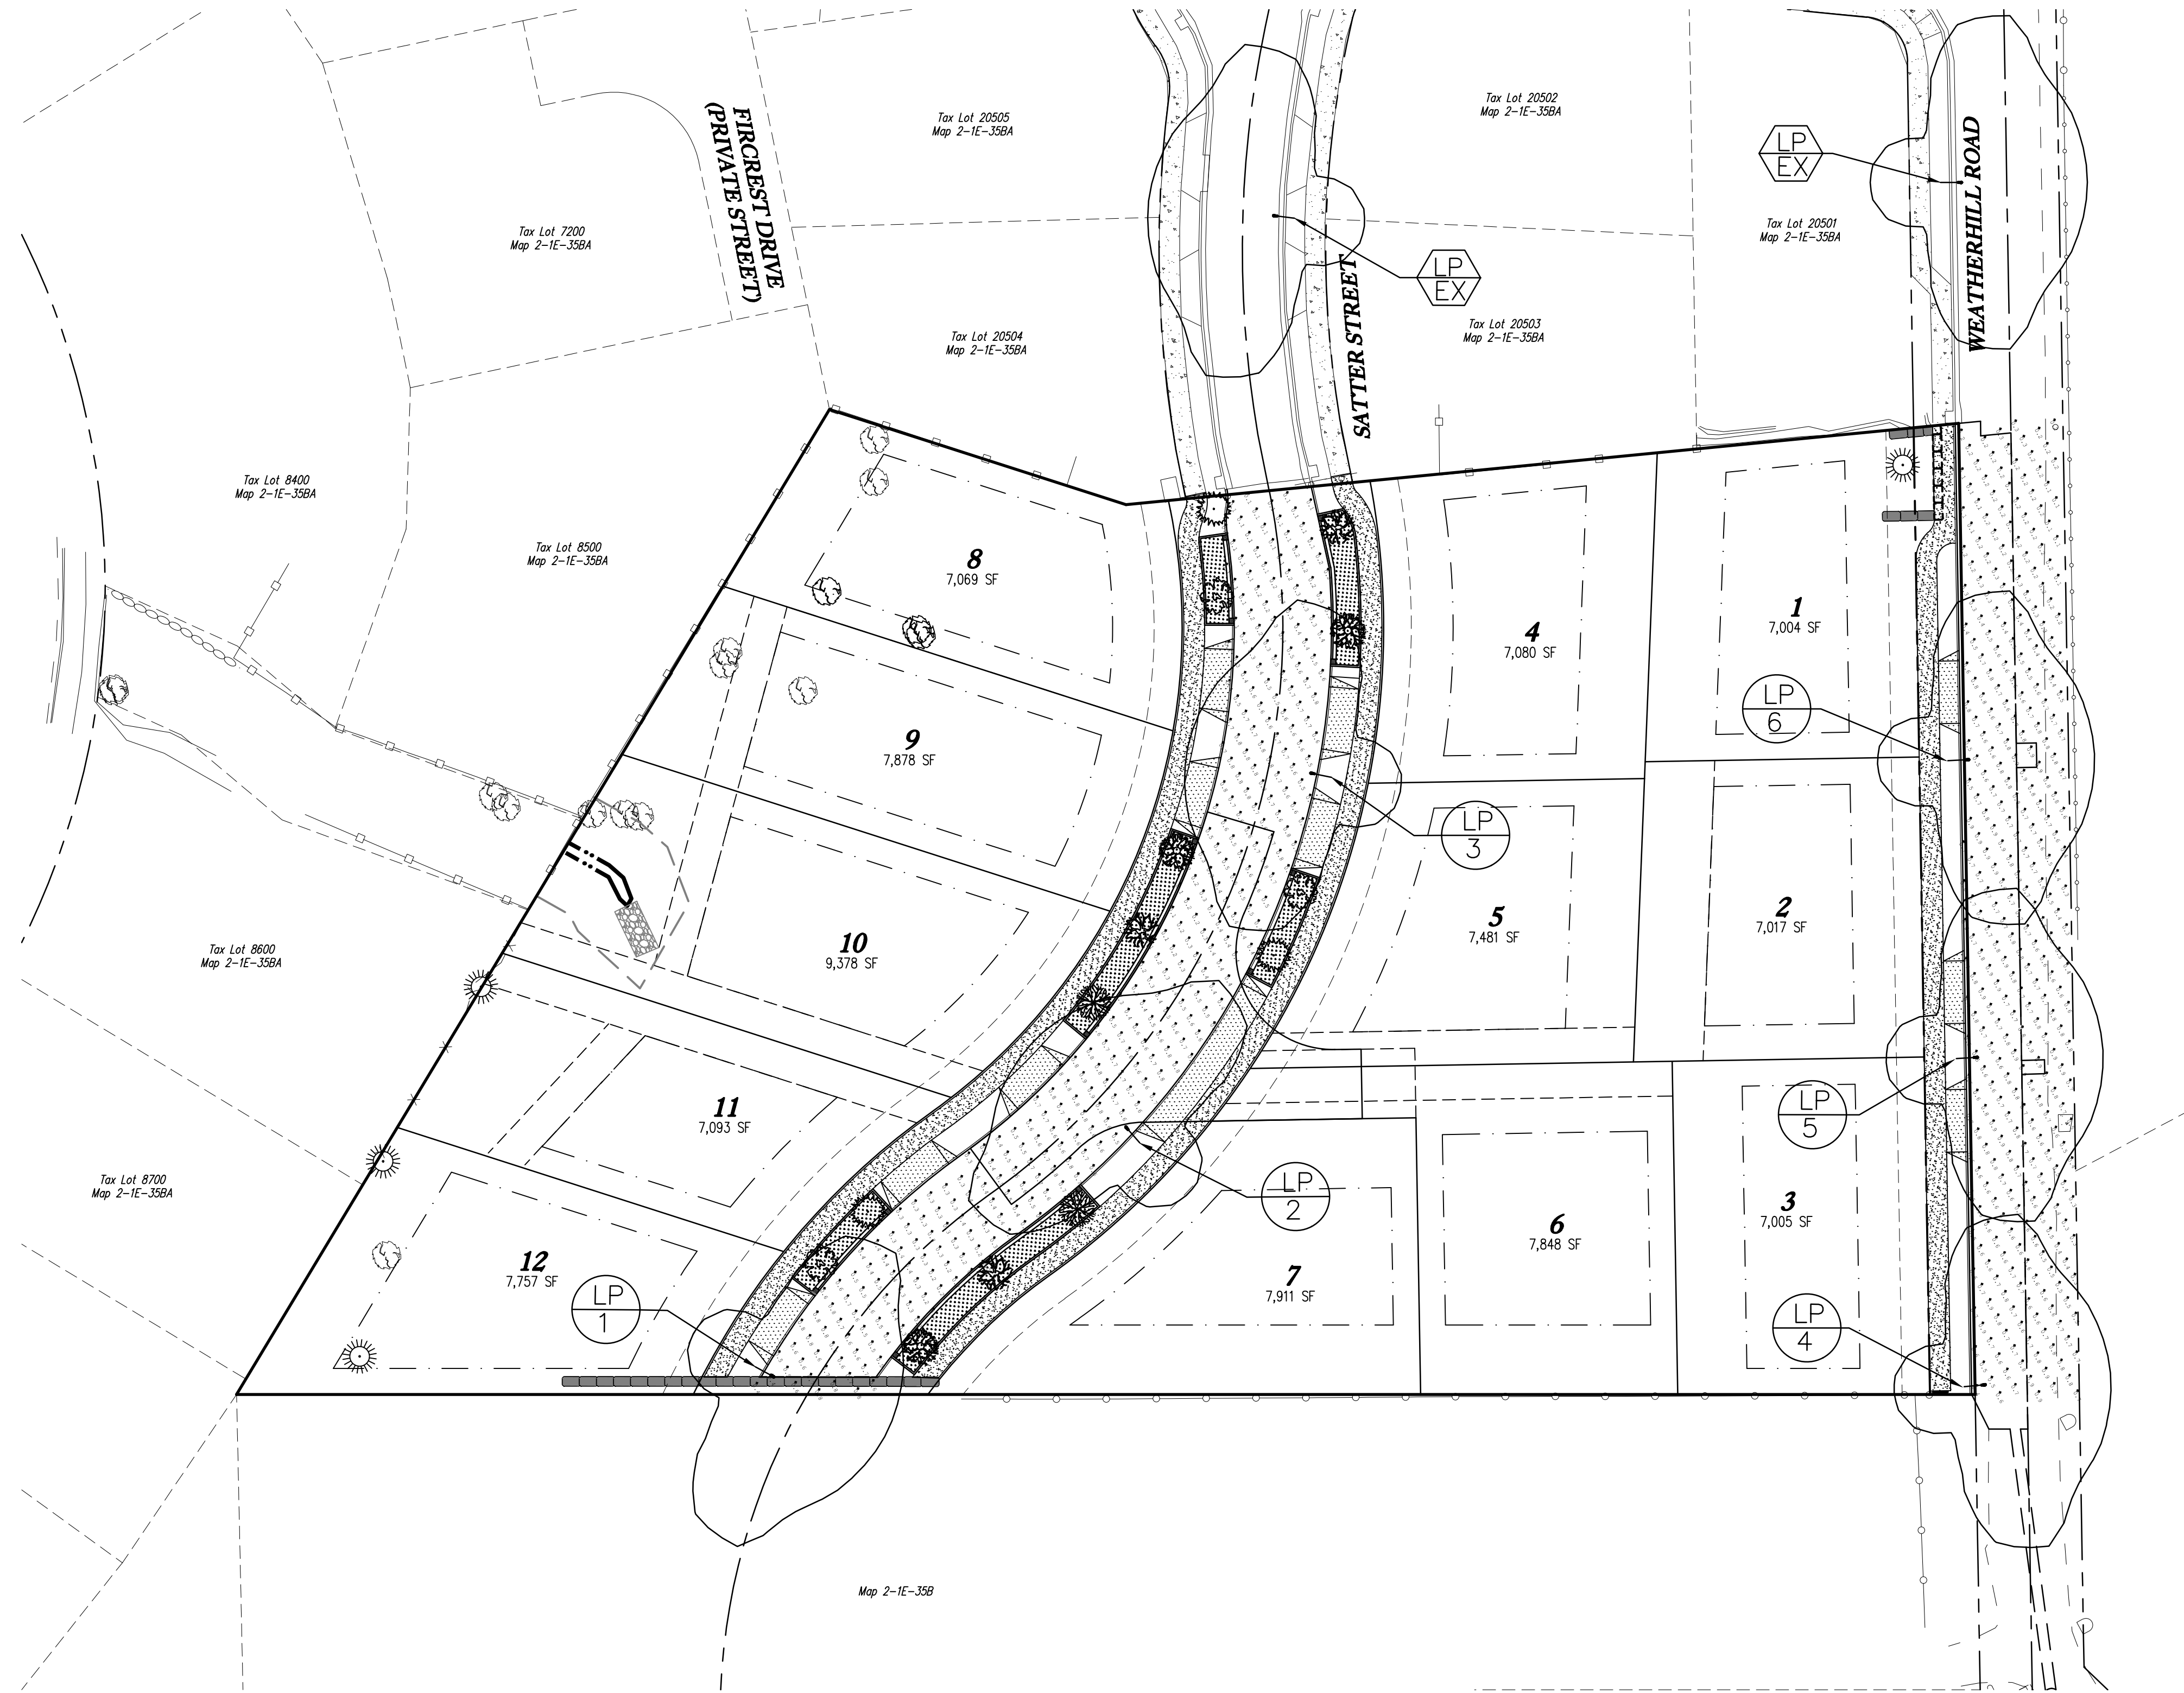 Tax Lot 20502
Map 2-1E-35BA
Tax Lot 20505
Map 2-1E-35BA
FIRCREST DRIVE
(PRIVATE STREET)
LP
EX
WEATHERHILL ROAD
Tax Lot 7200
Map 2-1E-35BA
Tax Lot 20501
Map 2-1E-35BA
LP
EX
SATTER STREET
Tax Lot 20504
Map 2-1E-35BA
Tax Lot 20503
Map 2-1E-35BA
Tax Lot 8400
Map 2-1E-35BA
Tax Lot 8500
Map 2-1E-35BA
8
7,069 SF
4
7,080 SF
1
7,004 SF
LP
6
9
7,878 SF
LP
3
10
9,378 SF
5
7,481 SF
2
7,017 SF
Tax Lot 8600
Map 2-1E-35BA
11
7,093 SF
LP
5
Tax Lot 8700
Map 2-1E-35BA
LP
2
3
7,005 SF
6
7,848 SF
12
7,757 SF
7
7,911 SF
LP
1
LP
4
Map 2-1E-35B